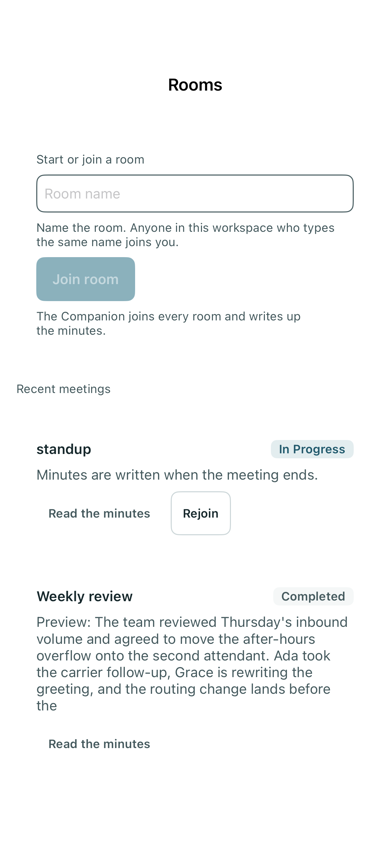 Rooms
Start or join a room
Room name
Name the room. Anyone in this workspace who types
the same name joins you.
Join room
The Companion joins every room and writes up
the minutes.
Recent meetings
standup
In Progress
Minutes are written when the meeting ends.
Read the minutes
Rejoin
Weekly review
Completed
Preview: The team reviewed Thursday's inbound
volume and agreed to move the after-hours
overflow onto the second attendant. Ada took
the carrier follow-up, Grace is rewriting the
greeting, and the routing change lands before
the
Read the minutes